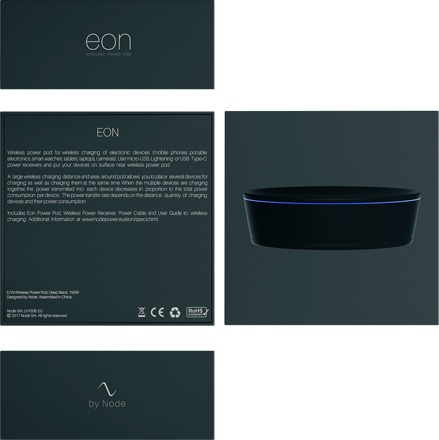 eon
WIRELESS POWER POD
EON
Wireless power pod for wireless charging of electronic devices (mobile phones, portable
electronics, smart watches, tablets, laptops, cameras). Use micro-USB, Lightening or USB Type-C
power receivers and put your devices on surface near wireless power pod.
A large wireless charging distance and area around pod allows you to place several devices for
charging as well as charging them at the same time. When the multiple devices are charging
together, the power transmitted into each device decreases in proportion to the total power
consumption per device. The power transfer rate depends on the distance, quantity of charging
devices and their power consumption.
Includes Eon Power Pod, Wireless Power Receiver, Power Cable and User Guide to wireless
charging. Additional Information at www.nodepower.eu/eon/specs.html
EON Wireless Power Pod, Deep Black, 150W
Designed by Node, Assembled in China
Node SIA, LV1039, EU
© 2017 Node SIA. All rights reserved
CE
RoHS
by Node